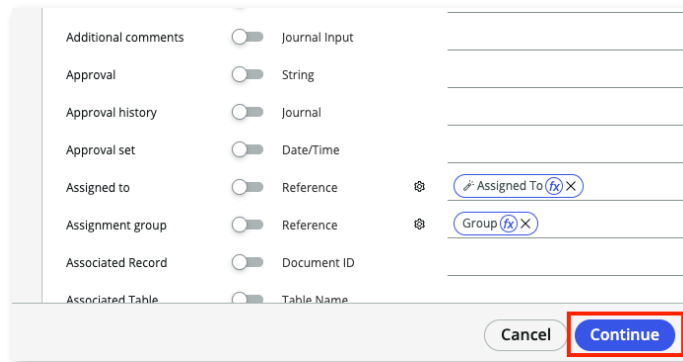 Additional comments Journal Input
Approval String
Approval history Journal
Approval set Date/Time
Assigned to Reference Assigned To fx X
Assignment group Reference Group fx X
Associated Record Document ID
Associated Table Table Name
Cancel Continue